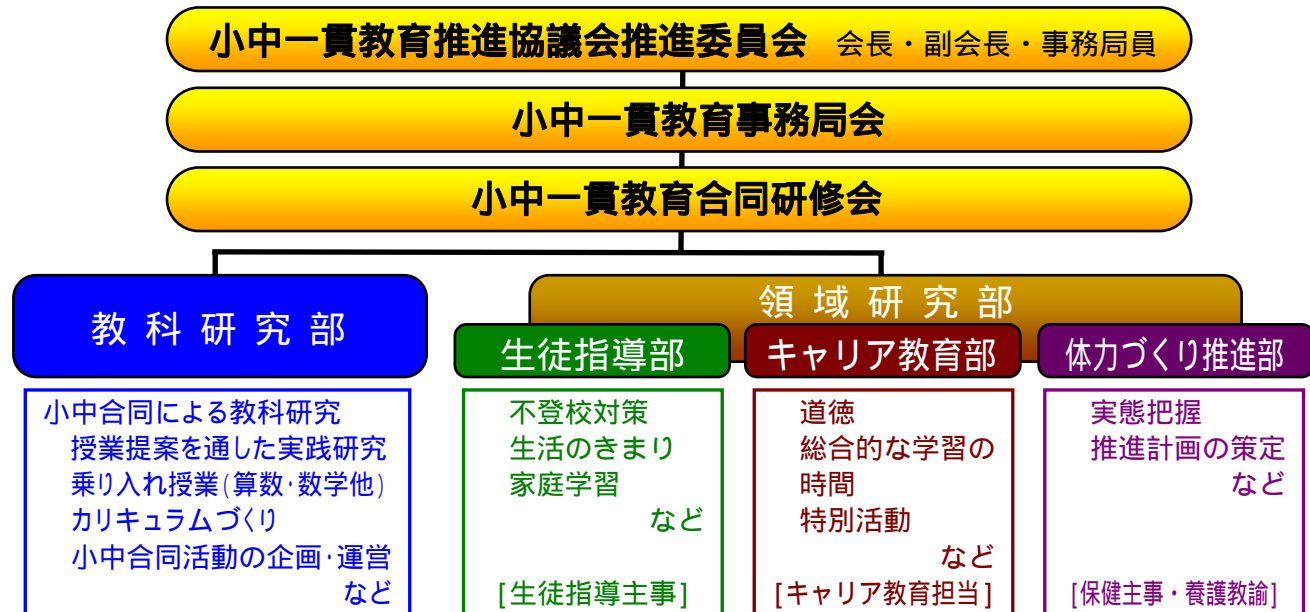 小中一貫教育推進協議会推進委員会 会長・副会長・事務局員
小中一貫教育事務局会
小中一貫教育合同研修会
教科研究部
小中合同による教科研究
授業提案を通した実践研究
乗り入れ授業(算数・数学他)
カリキュラムづくり
小中合同活動の企画・運営
など
領域研究部
生徒指導部
不登校対策
生活のきまり
家庭学習
など
[生徒指導主事]
キャリア教育部
道徳
総合的な学習の
時間
特別活動
など
[キャリア教育担当]
体力づくり推進部
実態把握
推進計画の策定
など
[保健主事・養護教諭]